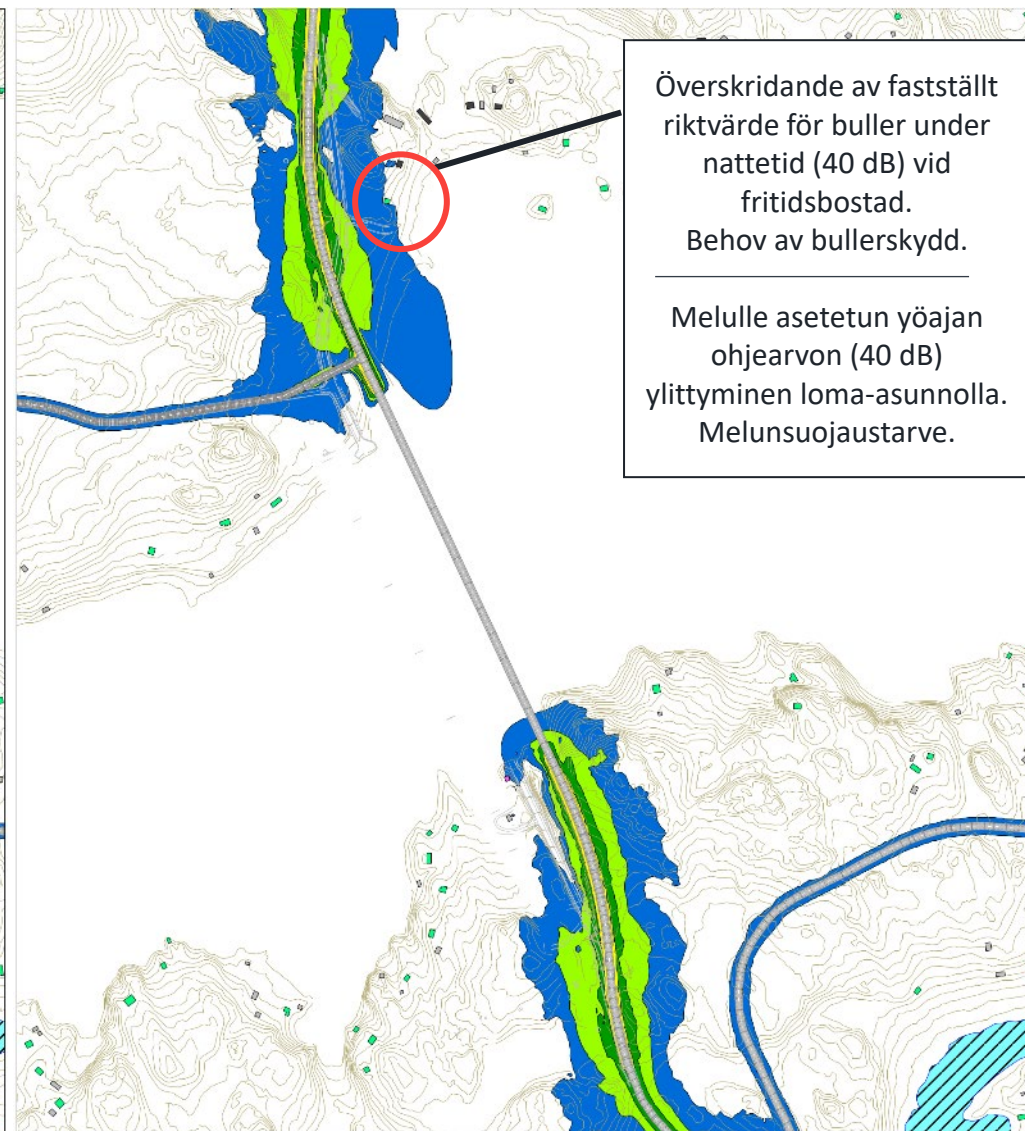 Överskridande av fastställt
riktvärde för buller under
nattetid (40 dB) vid
fritidsbostad.
Behov av bullerskydd.
Melulle asetetun yöajan
ohjearvon (40 dB)
ylittyminen loma-asunnolla.
Melunsuojaustarve.